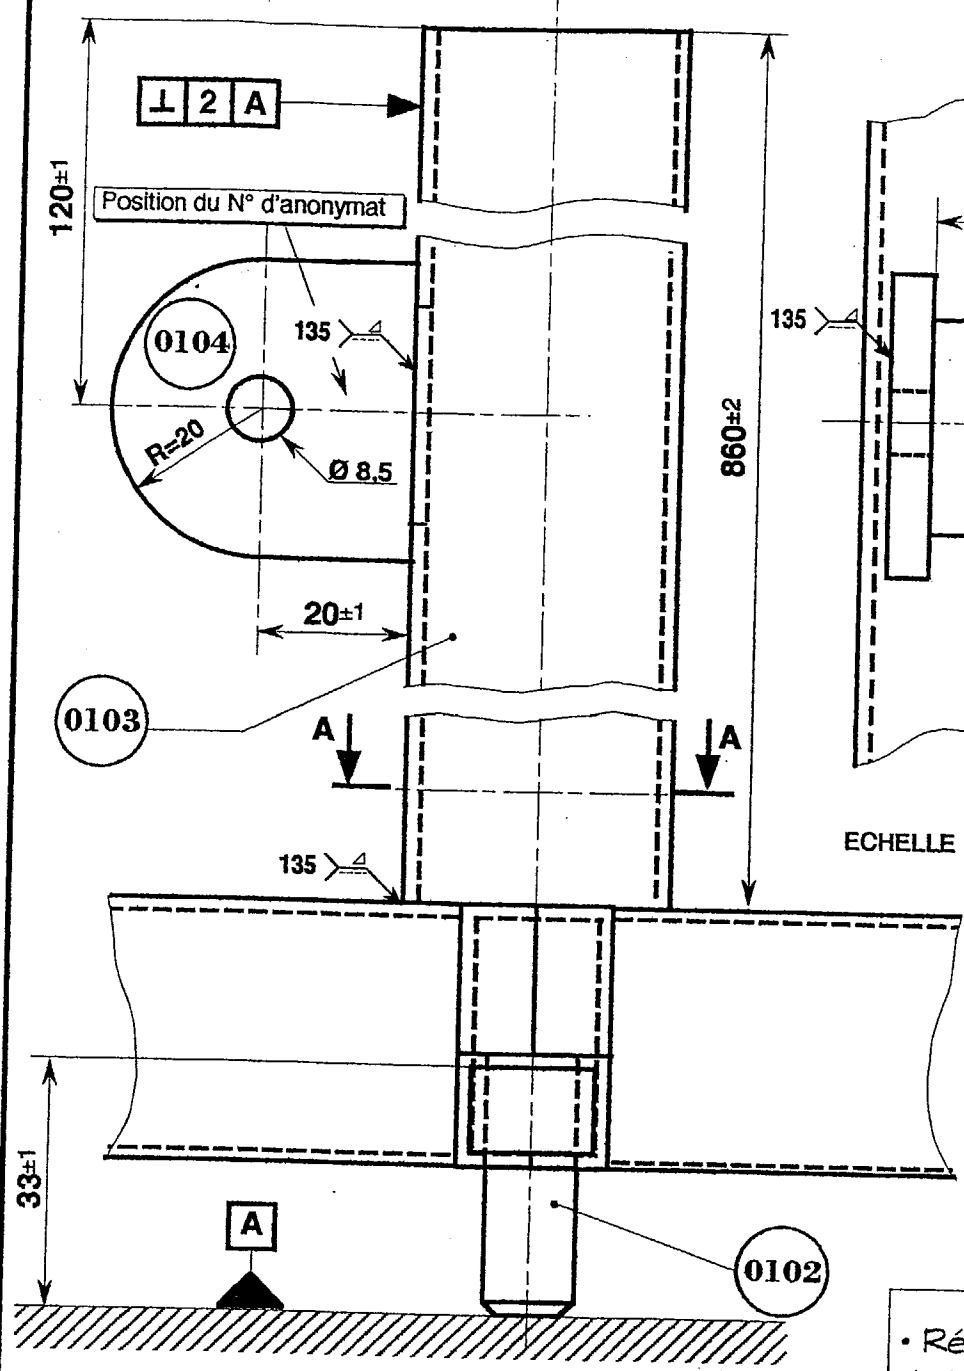 ⊥ 2 A
120±1
Position du N° d'anonymat
0104
135
135
R=20
Ø 8,5
860±2
20±1
0103
A
A
135
ECHELLE
33±1
A
0102
• Ré